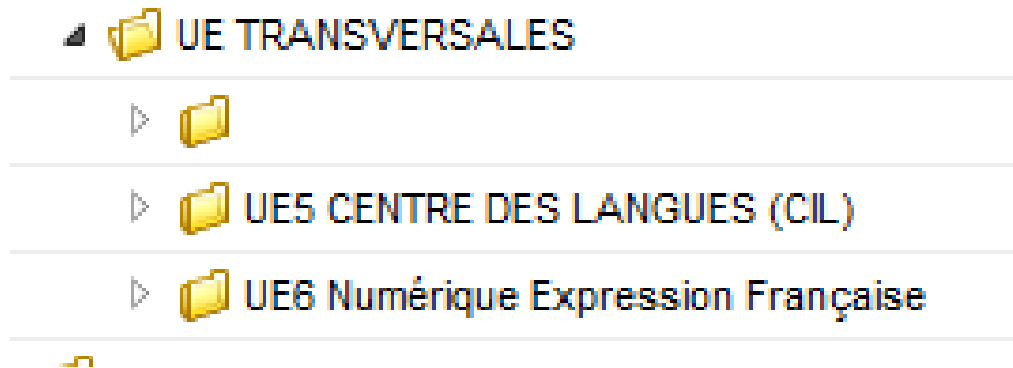 UE TRANSVERSALES
UE5 CENTRE DES LANGUES (CIL)
UE6 Numérique Expression Française